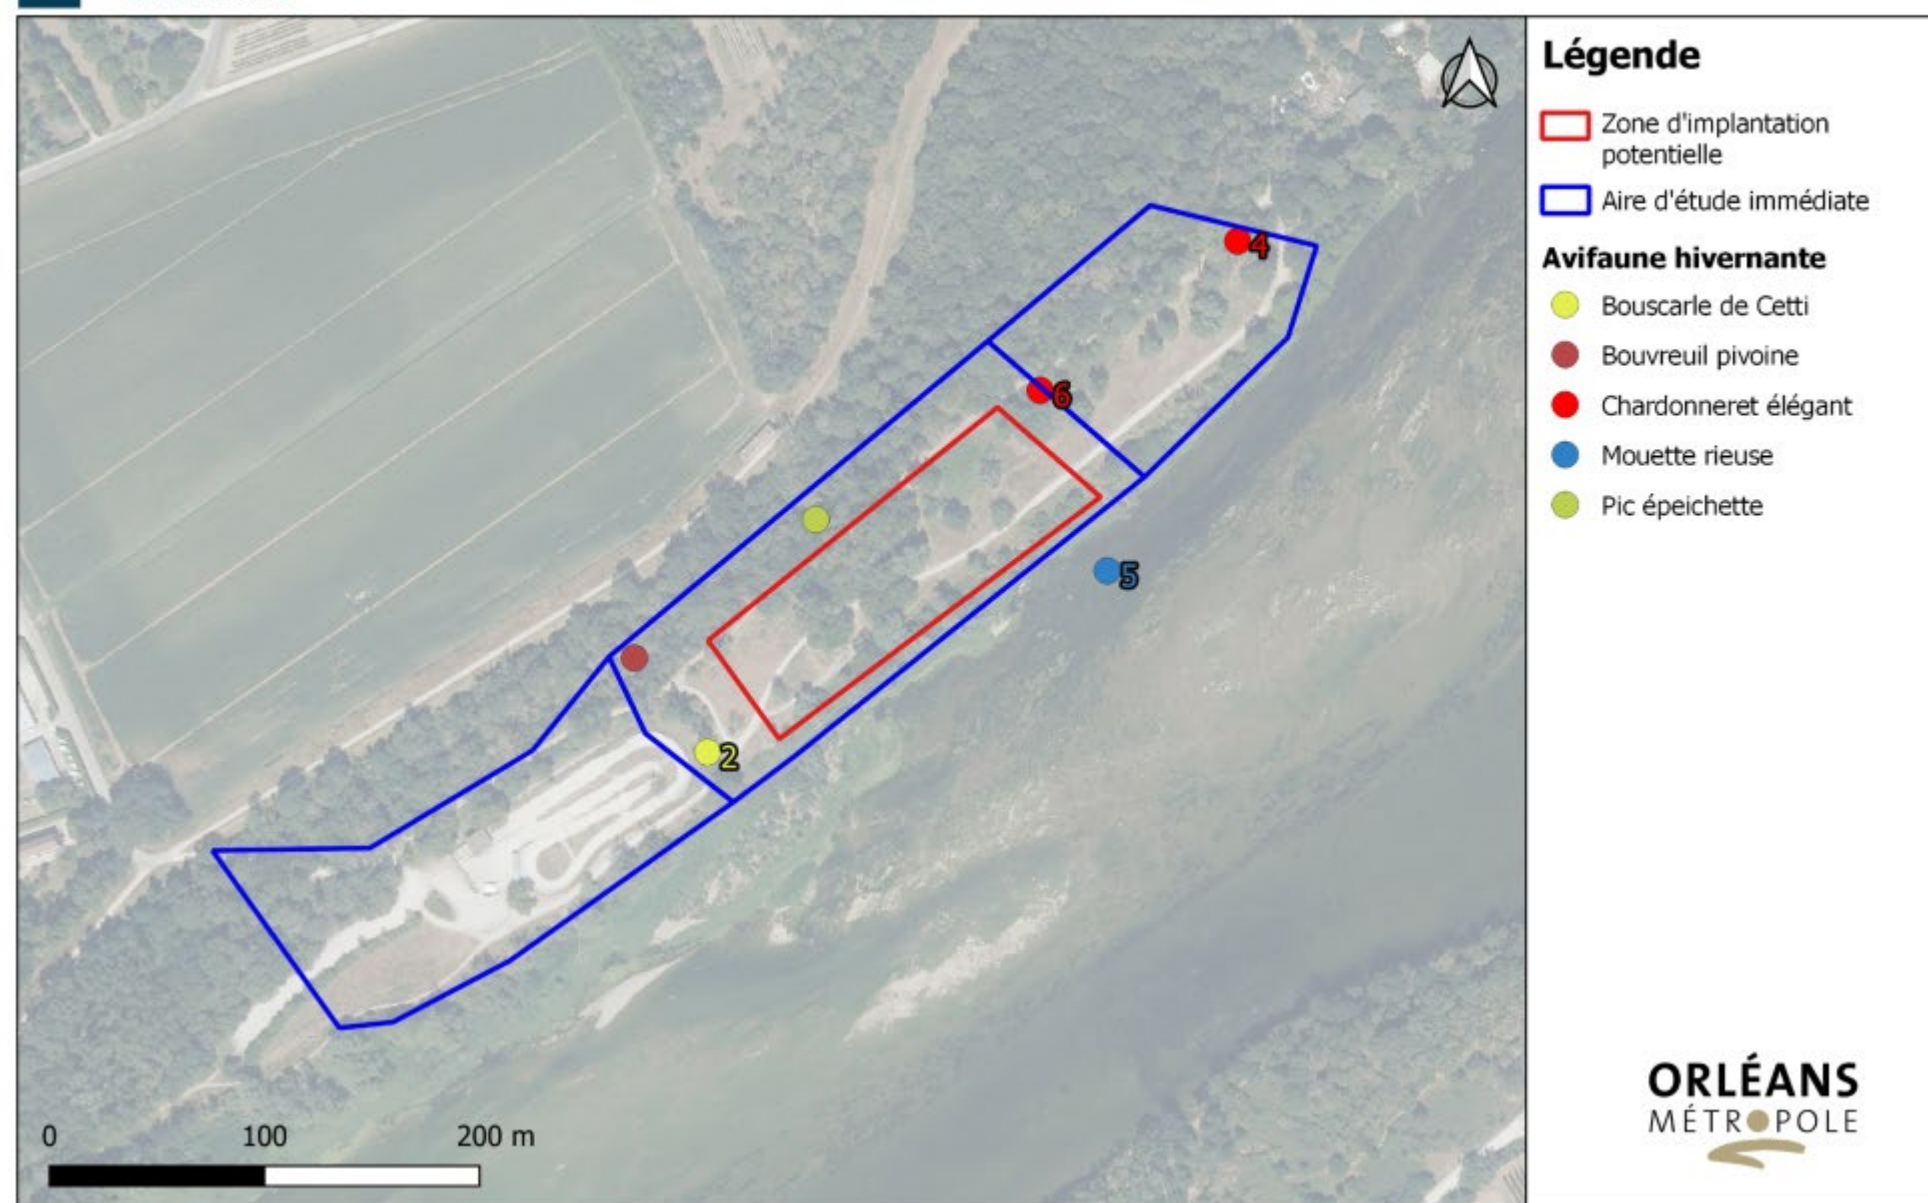 Légende
Zone d'implantation
potentielle
Aire d'étude immédiate
Avifaune hivernante
Bouscarle de Cetti
Bouvreuil pivoine
Chardonneret élégant
Mouette rieuse
Pic épeichette
4
6
5
2
0 100 200 m
ORLÉANS
MÉTROPOLE